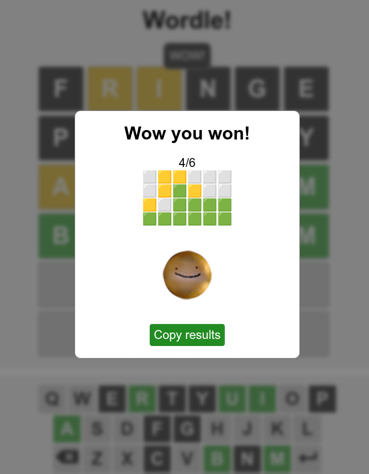 Wordle!
WOW!
F R I N G E
P Y
A M
B M
Wow you won!
4/6
Copy results
Q W E R T Y U I O P
A S D F G H J K L
Z X C V B N M